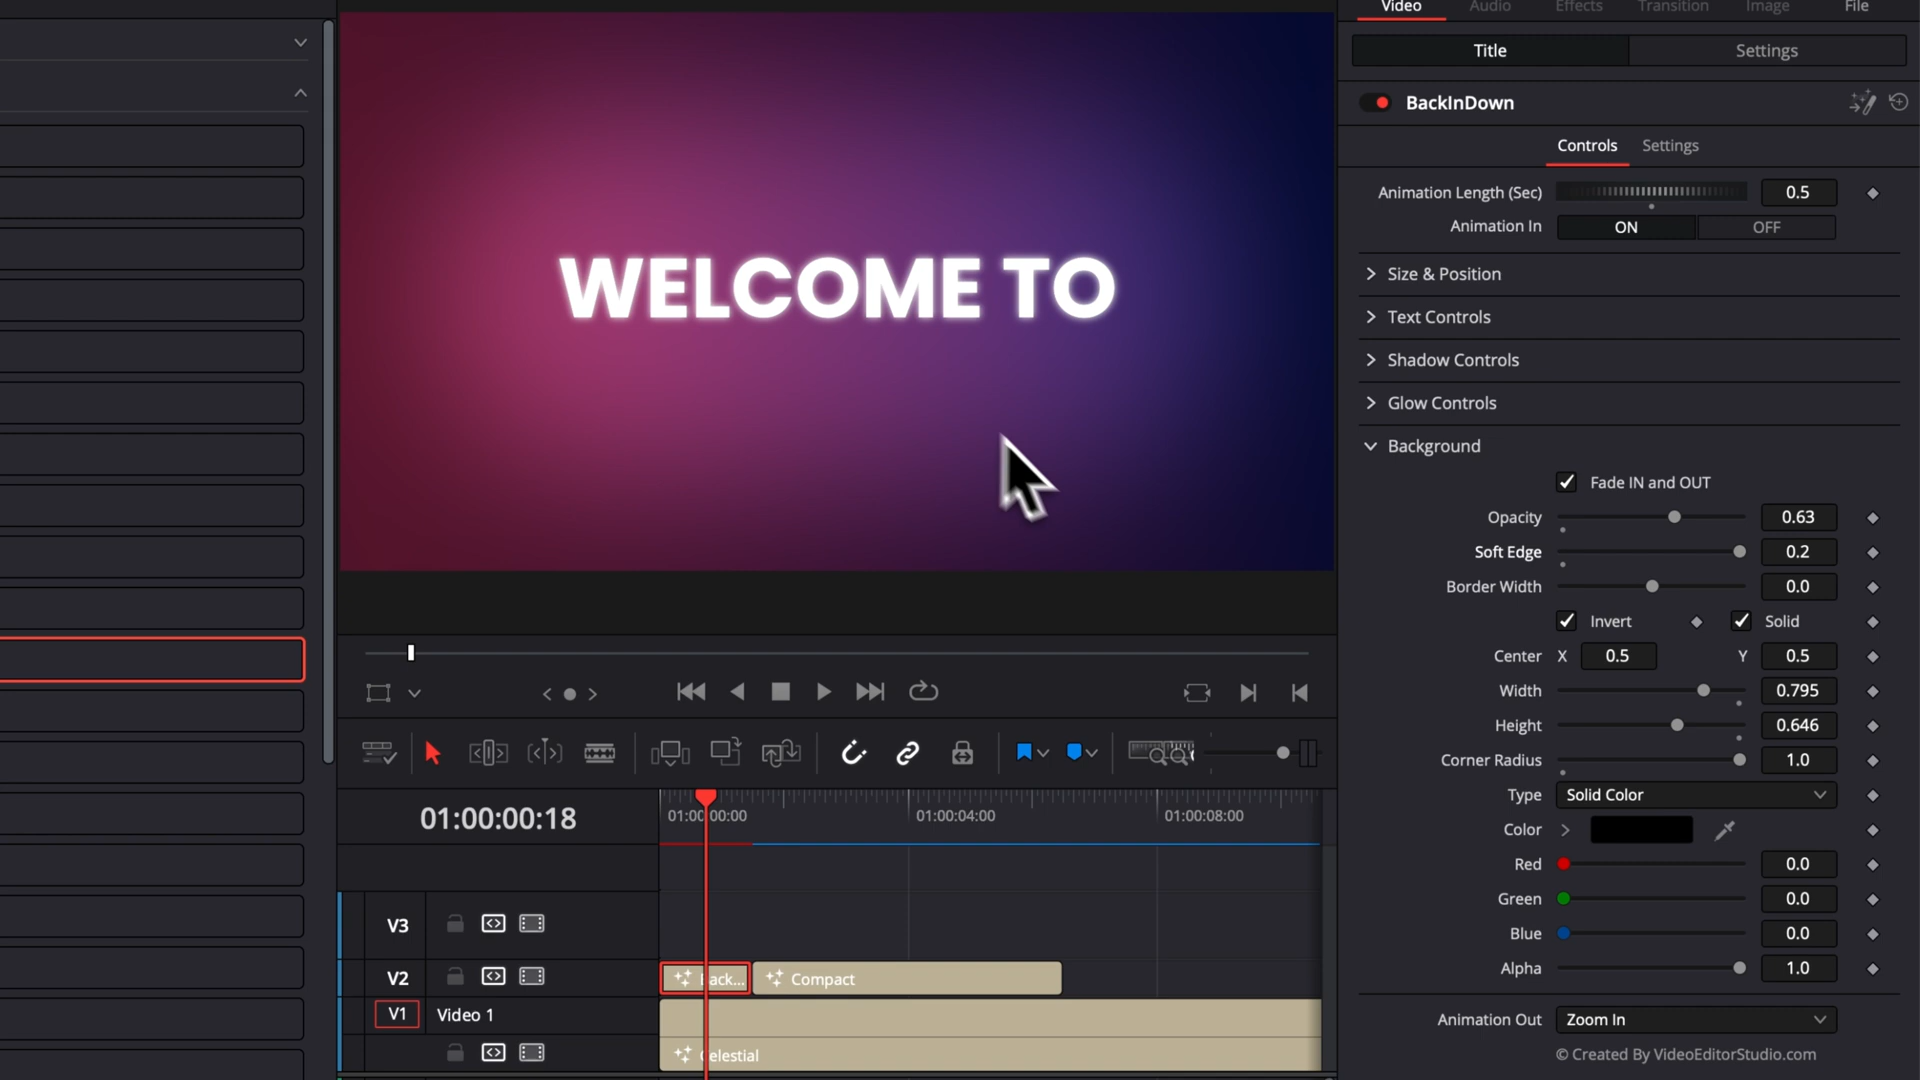 Video Audio Effects Transition Image File
Title Settings
BackInDown
Controls Settings
Animation Length (Sec) 0.5
Animation In ON OFF
Size & Position
Text Controls
Shadow Controls
Glow Controls
Background
Fade IN and OUT
Opacity 0.63
Soft Edge 0.2
Border Width 0.0
Invert Solid
Center X 0.5 Y 0.5
Width 0.795
Height 0.646
Corner Radius 1.0
Type Solid Color
Color
Red 0.0
Green 0.0
Blue 0.0
Alpha 1.0
Animation Out Zoom In
© Created By VideoEditorStudio.com
WELCOME TO
01:00:00:18
01:00:00:00 01:00:04:00 01:00:08:00
V3
V2
ack... Compact
V1 Video 1
elestial